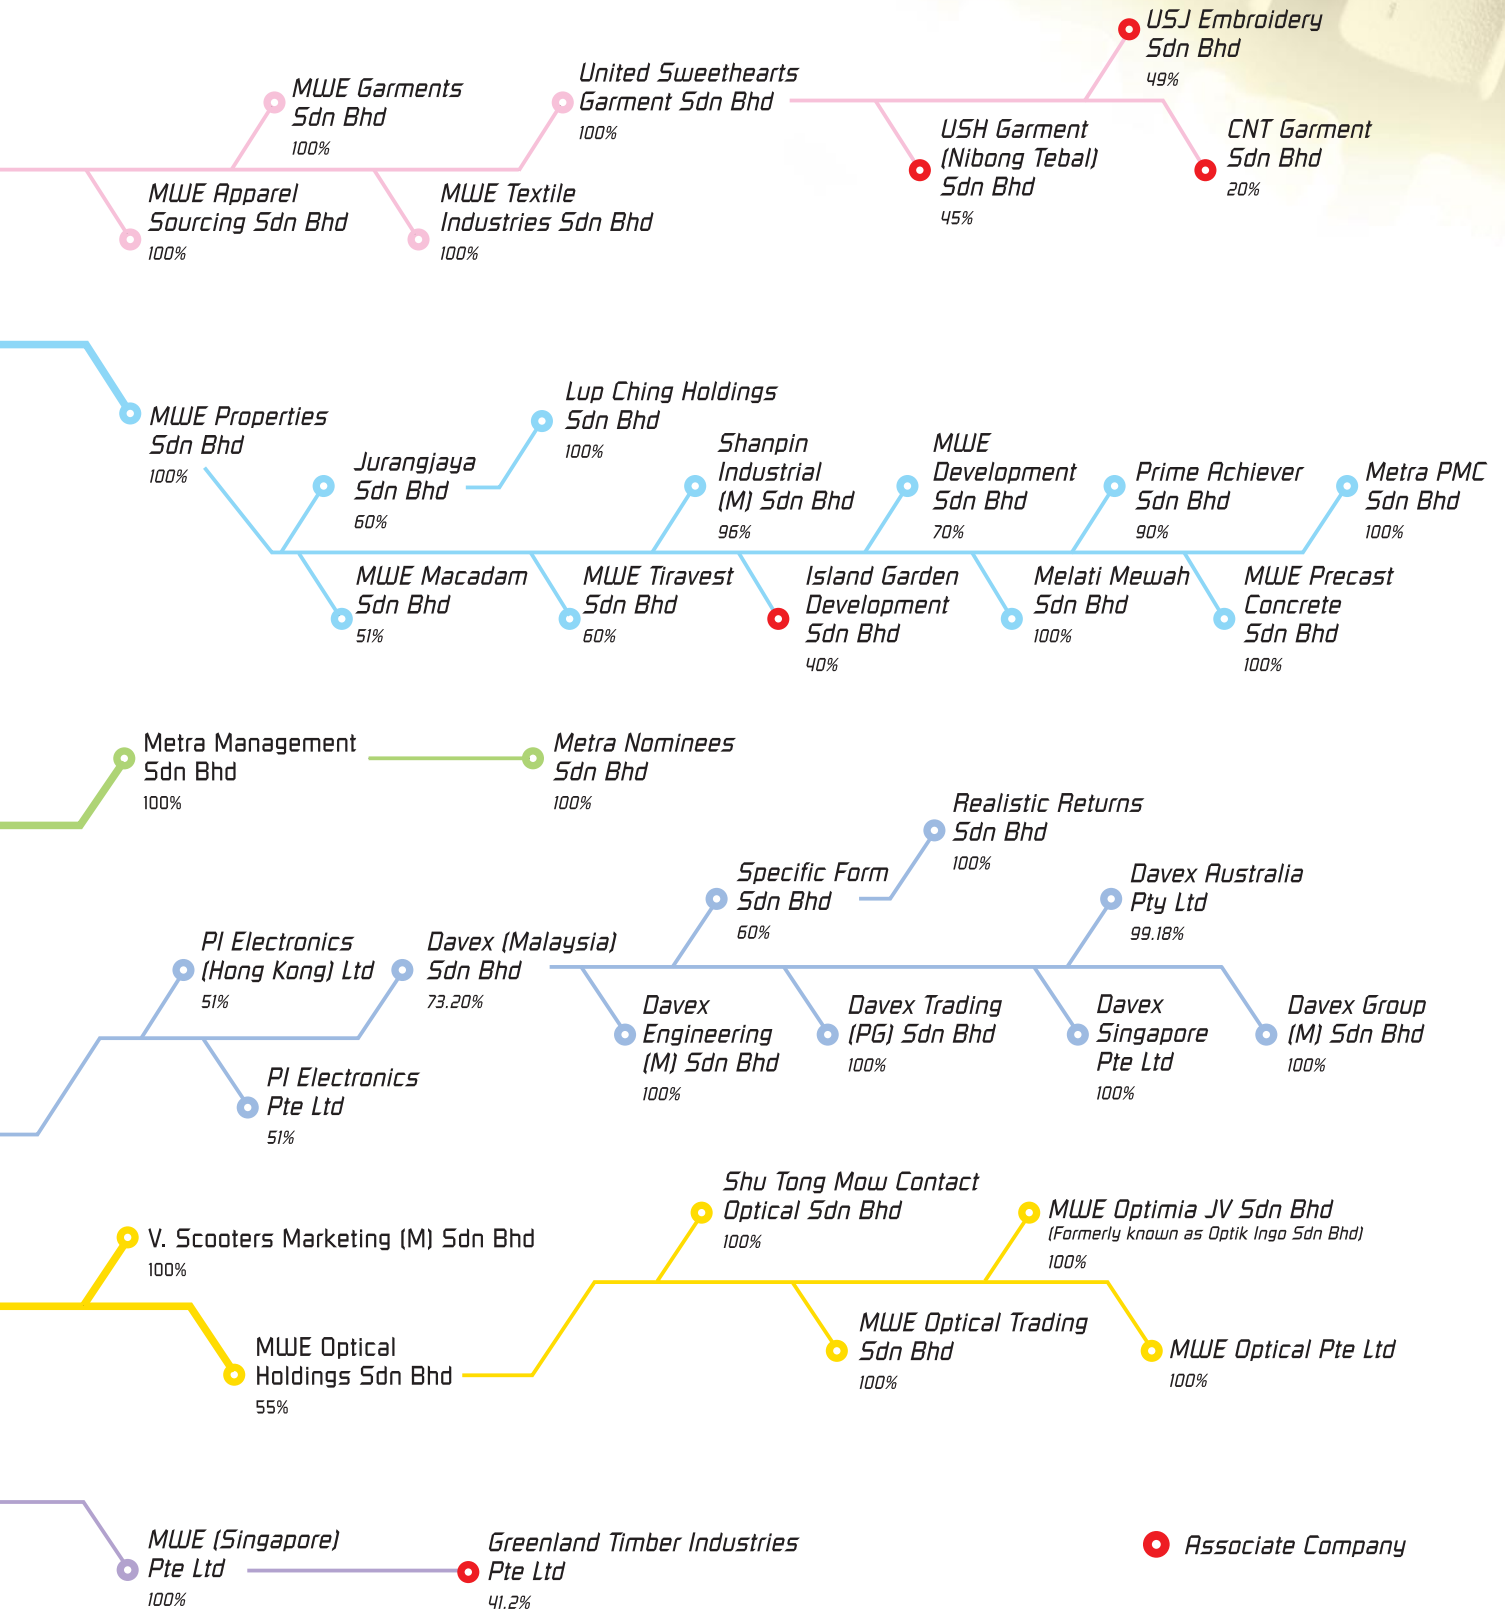 USJ Embroidery
Sdn Bhd
49%
United Sweethearts
Garment Sdn Bhd
100%
MWE Garments
Sdn Bhd
100%
USH Garment
(Nibong Tebal)
Sdn Bhd
45%
CNT Garment
Sdn Bhd
20%
MWE Apparel
Sourcing Sdn Bhd
100%
MWE Textile
Industries Sdn Bhd
100%
MWE Properties
Sdn Bhd
100%
Lup Ching Holdings
Sdn Bhd
100%
Jurangjaya
Sdn Bhd
60%
Shanpin
Industrial
(M) Sdn Bhd
96%
MWE
Development
Sdn Bhd
70%
Prime Achiever
Sdn Bhd
90%
Metra PMC
Sdn Bhd
100%
MWE Macadam
Sdn Bhd
51%
MWE Tiravest
Sdn Bhd
60%
Island Garden
Development
Sdn Bhd
40%
Melati Mewah
Sdn Bhd
100%
MWE Precast
Concrete
Sdn Bhd
100%
Metra Management
Sdn Bhd
100%
Metra Nominees
Sdn Bhd
100%
Realistic Returns
Sdn Bhd
100%
Specific Form
Sdn Bhd
60%
Davex Australia
Pty Ltd
99.18%
PI Electronics
(Hong Kong) Ltd
51%
Davex (Malaysia)
Sdn Bhd
73.20%
Davex
Engineering
(M) Sdn Bhd
100%
Davex Trading
(PG) Sdn Bhd
100%
Davex
Singapore
Pte Ltd
100%
Davex Group
(M) Sdn Bhd
100%
PI Electronics
Pte Ltd
51%
Shu Tong Mow Contact
Optical Sdn Bhd
100%
MWE Optimia JV Sdn Bhd
(Formerly known as Optik Ingo Sdn Bhd)
100%
V. Scooters Marketing (M) Sdn Bhd
100%
MWE Optical
Holdings Sdn Bhd
55%
MWE Optical Trading
Sdn Bhd
100%
MWE Optical Pte Ltd
100%
MWE (Singapore)
Pte Ltd
100%
Greenland Timber Industries
Pte Ltd
41.2%
Associate Company